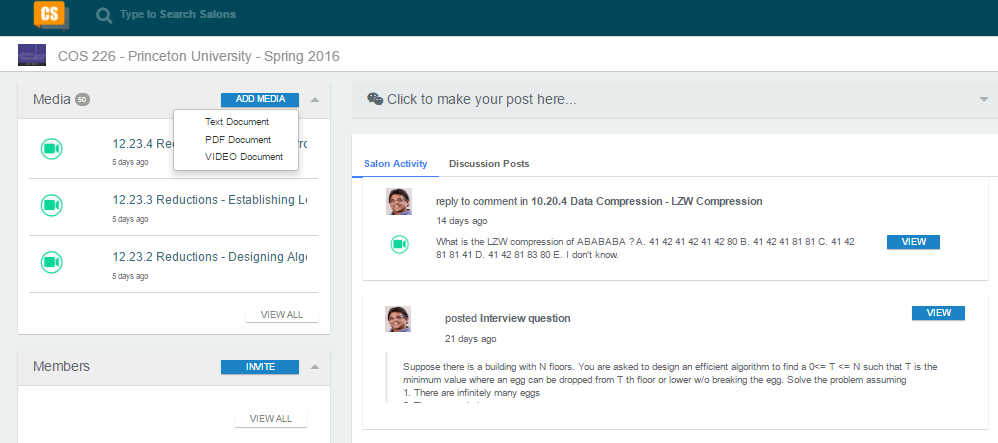 CS
Type to Search Salons
COS 226 - Princeton University - Spring 2016
Media 50
ADD MEDIA
Text Document
PDF Document
VIDEO Document
12.23.4
5 days ago
12.23.3 Reductions - Establishing
5 days ago
12.23.2 Reductions - Designing
5 days ago
VIEW ALL
Members
INVITE
VIEW ALL
Click to make your post here...
Salon Activity
Discussion Posts
reply to comment in 10.20.4 Data Compression - LZW Compression
14 days ago
What is the LZW compression of ABABABA ? A. 41 42 41 42 41 42 80 B. 41 42 41 81 81 C. 41 42
81 81 41 D. 41 42 81 83 80 E. I don't know.
VIEW
posted Interview question
VIEW
21 days ago
Suppose there is a building with N floors. You are asked to design an efficient algorithm to find a 0<= T <= N such that T is the
minimum value where an egg can be dropped from T th floor or lower w/o breaking the egg. Solve the problem assuming
1. There are infinitely many eggs